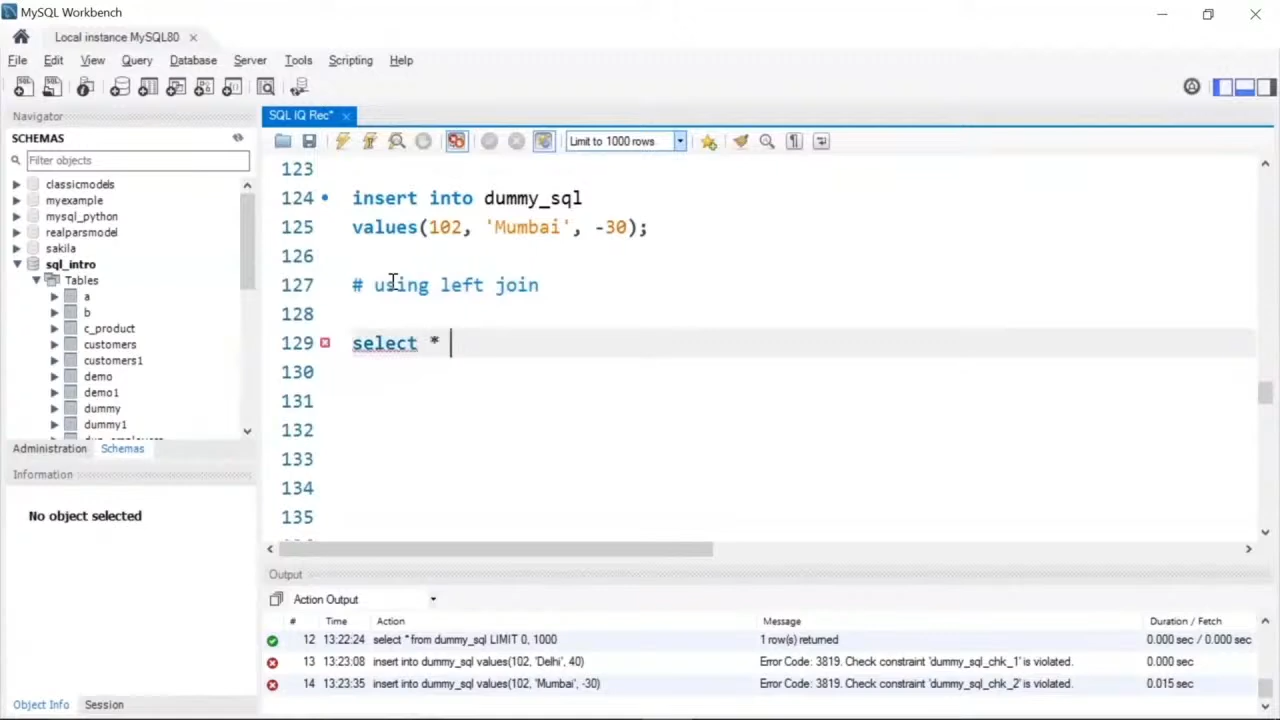 MySQL Workbench
Local instance MySQL80
File Edit View Query Database Server Tools Scripting Help
Navigator
SCHEMAS
Filter objects
classicmodels
myexample
mysql_python
realparsmodel
sakila
sql_intro
Tables
a
b
c_product
customers
customers1
demo
demo1
dummy
dummy1
Administration Schemas
Information
No object selected
Object Info Session
SQL IQ Rec*
Limit to 1000 rows
123
124 insert into dummy_sql
125 values(102, 'Mumbai', -30);
126
127 # using left join
128
129 select *
130
131
132
133
134
135
Output
Action Output
# Time Action Message Duration / Fetch
12 13:22:24 select * from dummy_sql LIMIT 0, 1000 1 row(s) returned 0.000 sec / 0.000 sec
13 13:23:08 insert into dummy_sql values(102, 'Delhi', 40) Error Code: 3819. Check constraint 'dummy_sql_chk_1' is violated. 0.000 sec
14 13:23:35 insert into dummy_sql values(102, 'Mumbai', -30) Error Code: 3819. Check constraint 'dummy_sql_chk_2' is violated. 0.015 sec